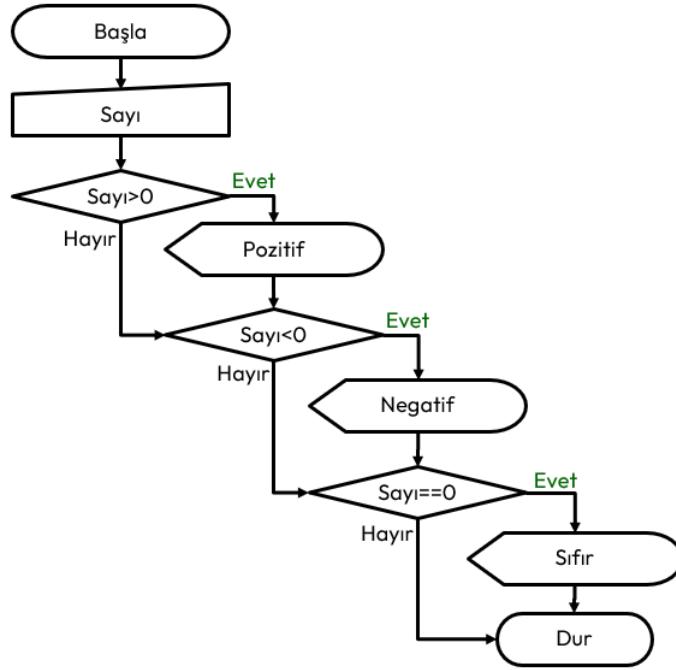 Başla
Sayı
Sayı>0
Evet
Hayır
Pozitif
Sayı<0
Evet
Hayır
Negatif
Sayı==0
Evet
Hayır
Sıfır
Dur